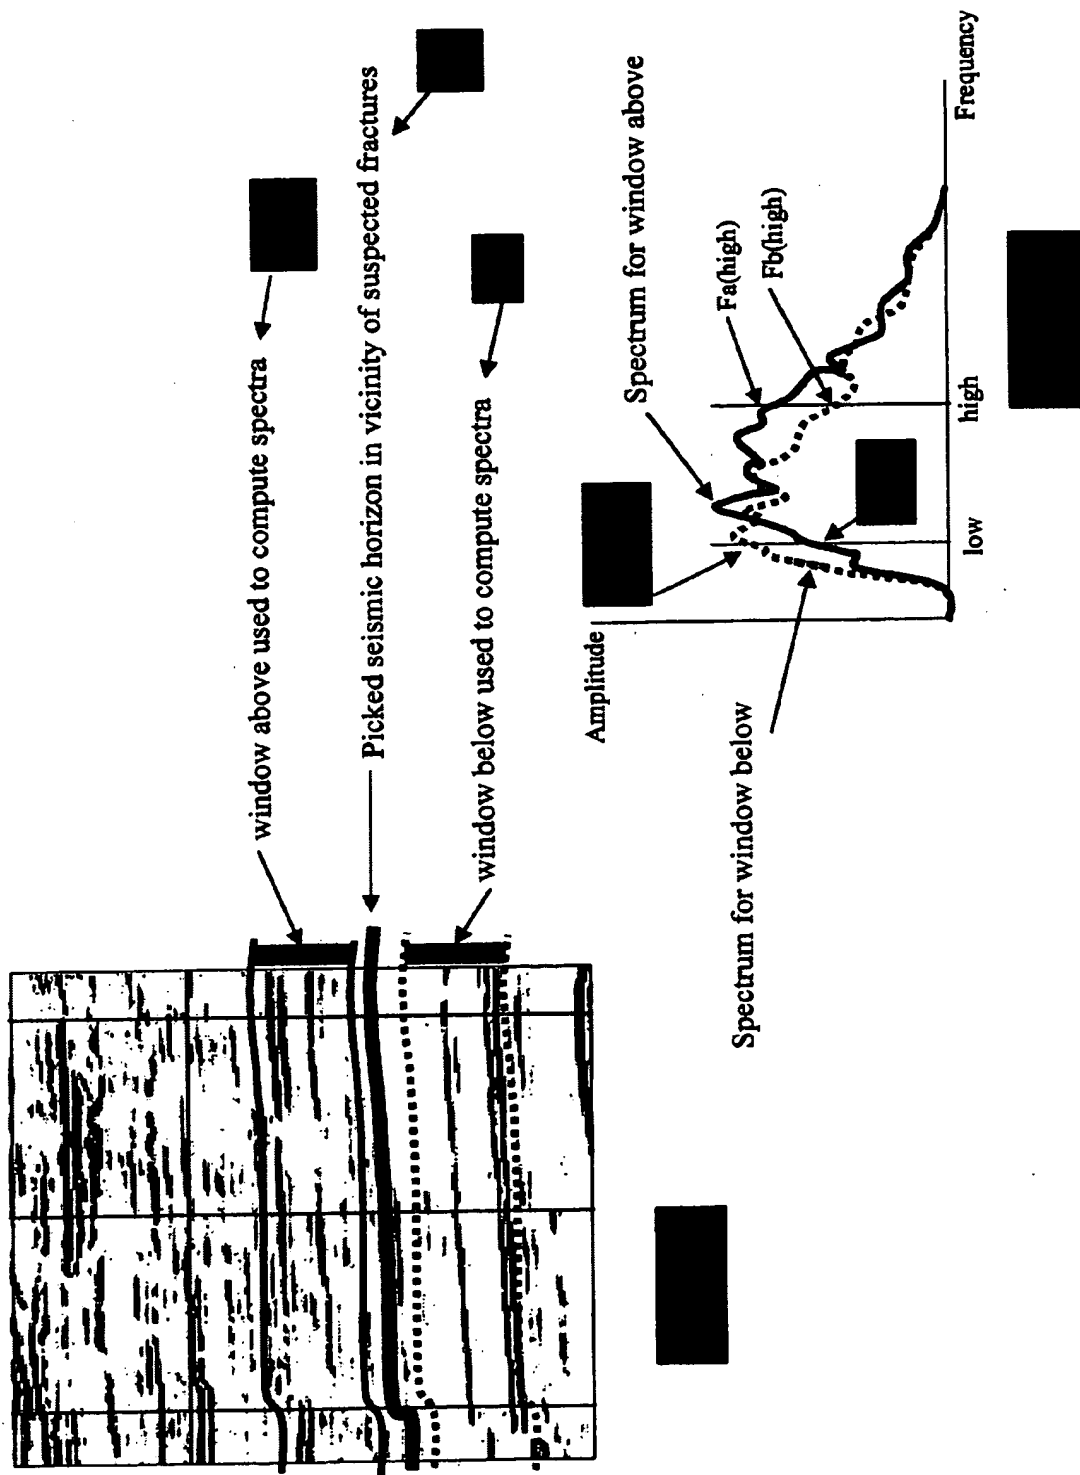 window above used to compute spectra
Picked seismic horizon in vicinity of suspected fractures
window below used to compute spectra
Amplitude
Spectrum for window above
Fa(high)
Fb(high)
Spectrum for window below
low
high
Frequency